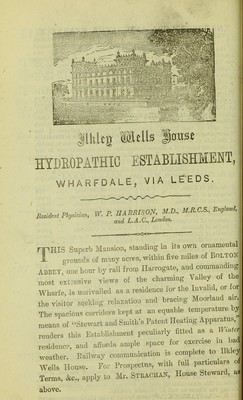 Ilkley Wells House
HYDROPATHIC ESTABLISHMENT,
WHARFDALE, VIA LEEDS.
Resident Physician, W. P. HARRISON, M.D., M.R.C.S., England,
and L.A.C., London.
THIS Superb Mansion, standing in its own ornamental
grounds of many acres, within five miles of BOLTON
ABBEY, one hour by rail from Harrogate, and commanding
most extensive views of the charming Valley of the
Wharfe, is unrivalled as a residence for the Invalid, or for
the visitor seeking relaxation and bracing Moorland air.
The spacious corridors kept at an equable temperature by
means of "Stewart and Smith's Patent Heating Apparatus,"
renders this Establishment peculiarly fitted as a Winter
residence, and affords ample space for exercise in bad
weather. Railway communication is complete to Ilkley
Wells House. For Prospectus, with full particulars of
Terms, &c., apply to Mr. STRACHAN, House Steward, as
above.